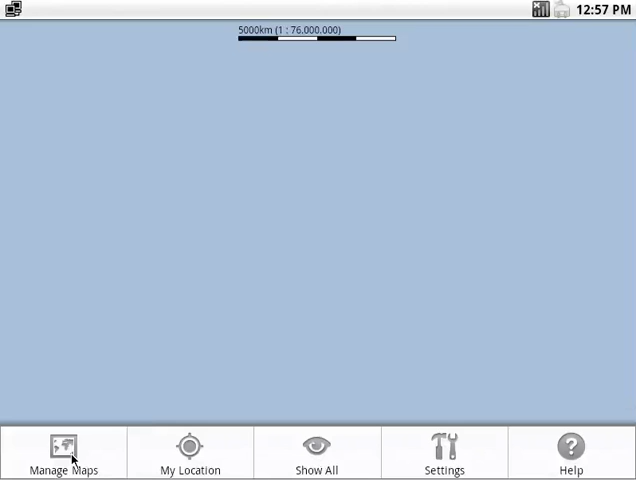 12:57 PM
5000km (1 : 76.000.000)
Manage Maps
My Location
Show All
Settings
Help